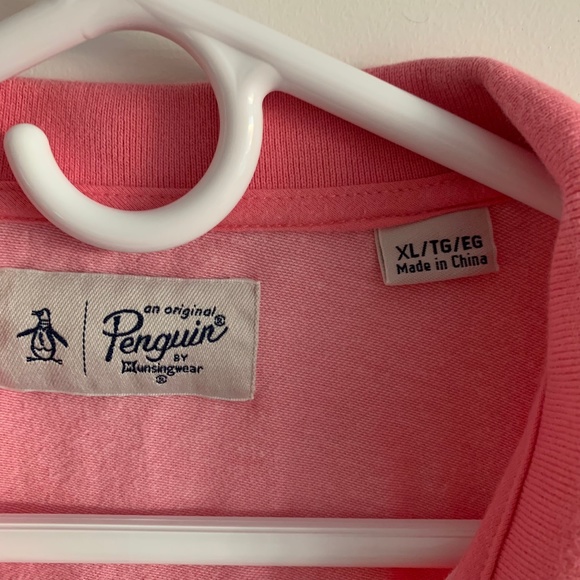 an original
Penguin®
BY
Munsingwear
®
XL/TG/EG
Made in China